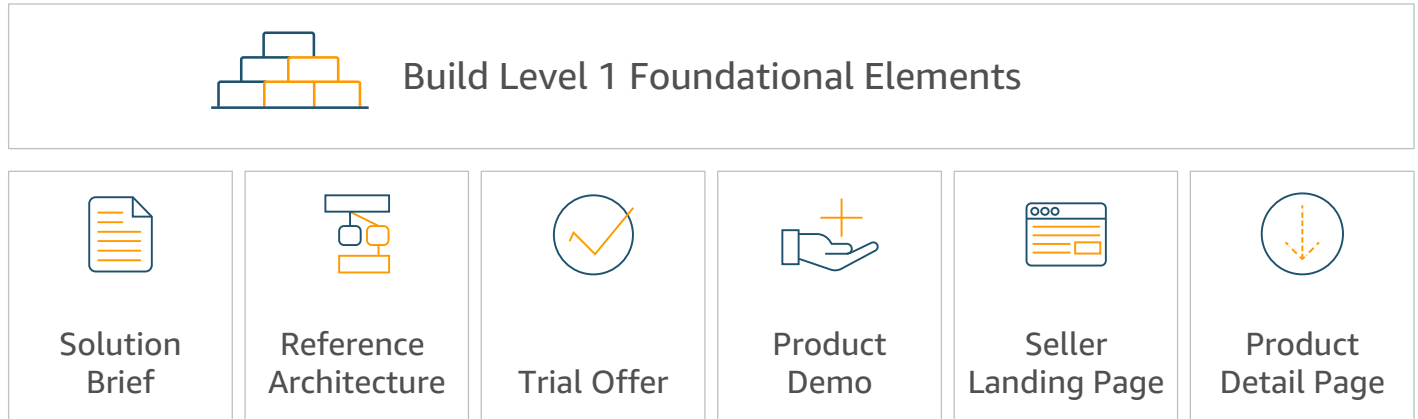 Build Level 1 Foundational Elements
Solution
Brief
Reference
Architecture
Trial Offer
Product
Demo
Seller
Landing Page
Product
Detail Page